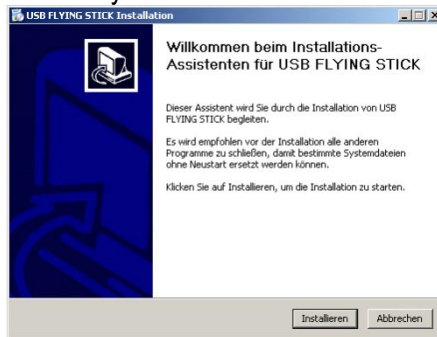 USB FLYING STICK Installation
Willkommen beim Installations-
Assistenten für USB FLYING STICK
Dieser Assistent wird Sie durch die Installation von USB
FLYING STICK begleiten.
Es wird empfohlen vor der Installation alle anderen
Programme zu schließen, damit bestimmte Systemdateien
ohne Neustart ersetzt werden können.
Klicken Sie auf Installieren, um die Installation zu starten.
Installieren
Abbrechen